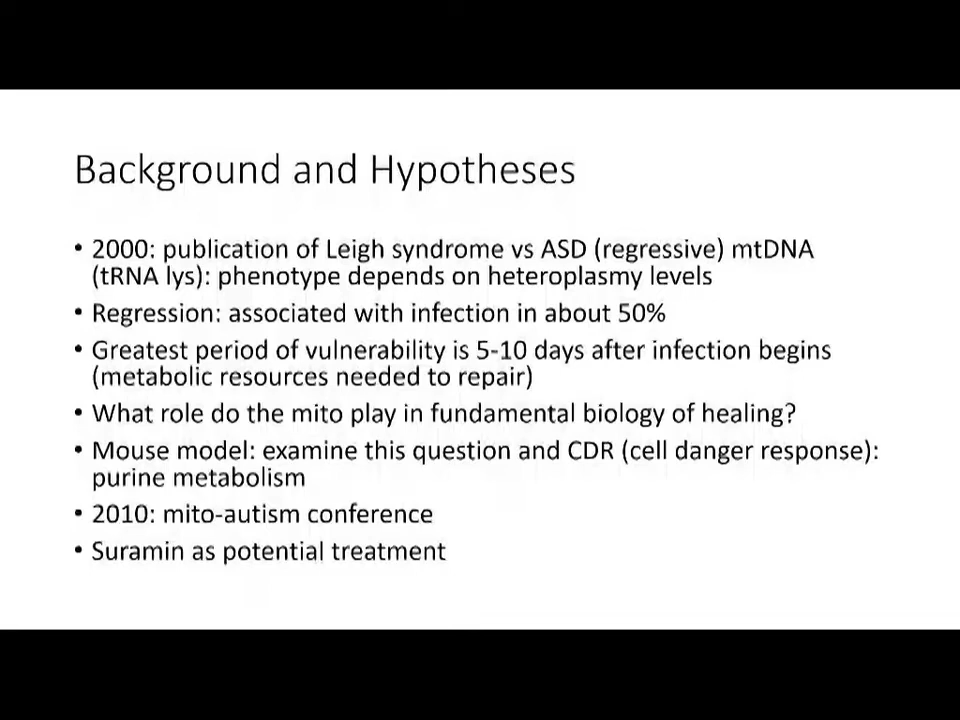 Background and Hypotheses
• 2000: publication of Leigh syndrome vs ASD (regressive) mtDNA
(tRNA lys): phenotype depends on heteroplasmy levels
• Regression: associated with infection in about 50%
• Greatest period of vulnerability is 5-10 days after infection begins
(metabolic resources needed to repair)
• What role do the mito play in fundamental biology of healing?
• Mouse model: examine this question and CDR (cell danger response):
purine metabolism
• 2010: mito-autism conference
• Suramin as potential treatment